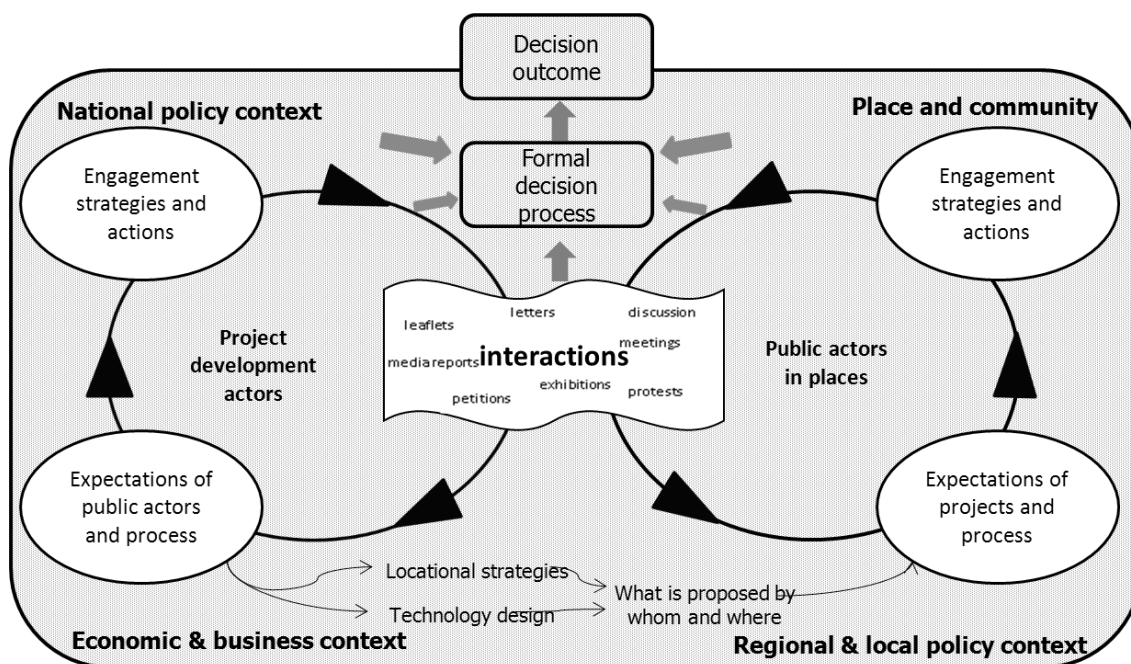 Decision
outcome
National policy context
Place and community
Engagement
strategies and
actions
Formal
decision
process
Engagement
strategies and
actions
leaflets
letters
discussion
media reports
interactions
meetings
petitions
exhibitions
protests
Project
development
actors
Public actors
in places
Expectations of
public actors
and process
Expectations of
projects and
process
Locational strategies
Technology design
What is proposed by
whom and where
Economic & business context
Regional & local policy context